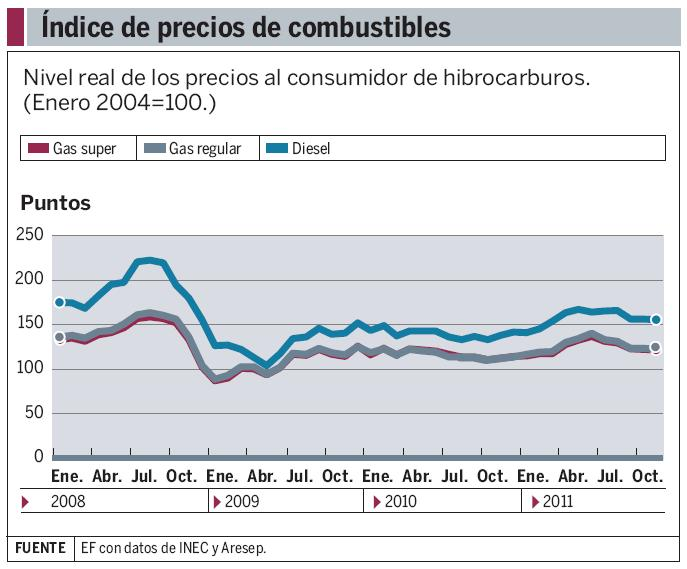 Índice de precios de combustibles
Nivel real de los precios al consumidor de hibrocarburos.
(Enero 2004=100.)
Gas super Gas regular Diesel
Puntos
250
200
150
100
50
0
Ene. Abr. Jul. Oct. Ene. Abr. Jul. Oct. Ene. Abr. Jul. Oct. Ene. Abr. Jul. Oct.
2008 2009 2010 2011
FUENTE EF con datos de INEC y Aresep.